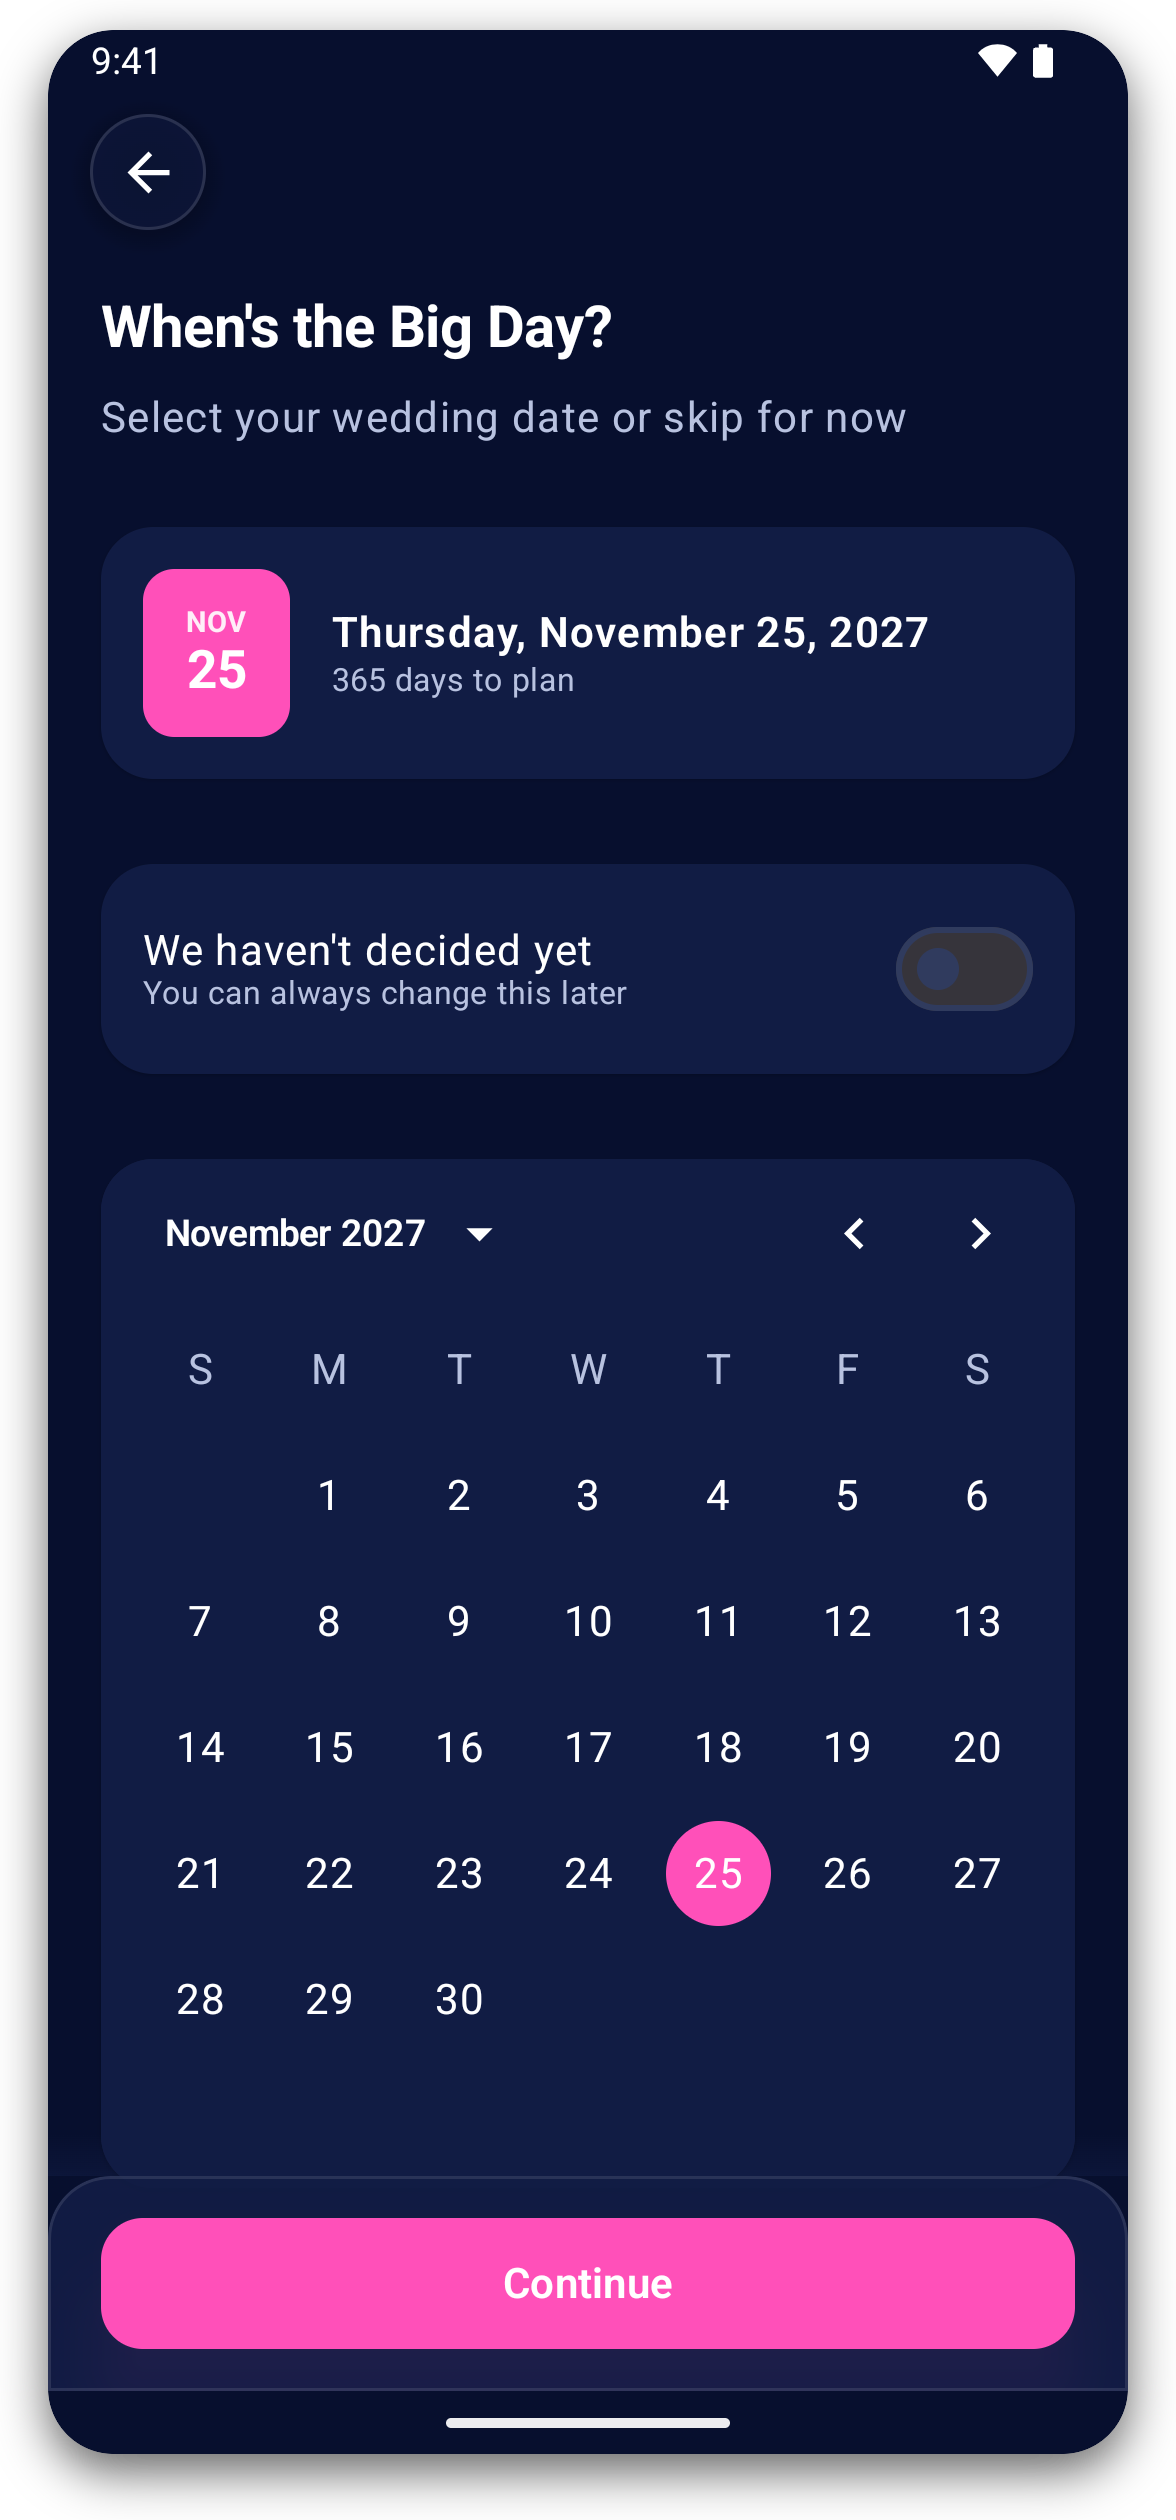 9:41
When's the Big Day?
Select your wedding date or skip for now
NOV
25
Thursday, November 25, 2027
365 days to plan
We haven't decided yet
You can always change this later
November 2027
S M T W T F S
1 2 3 4 5 6
7 8 9 10 11 12 13
14 15 16 17 18 19 20
21 22 23 24 25 26 27
28 29 30
Continue